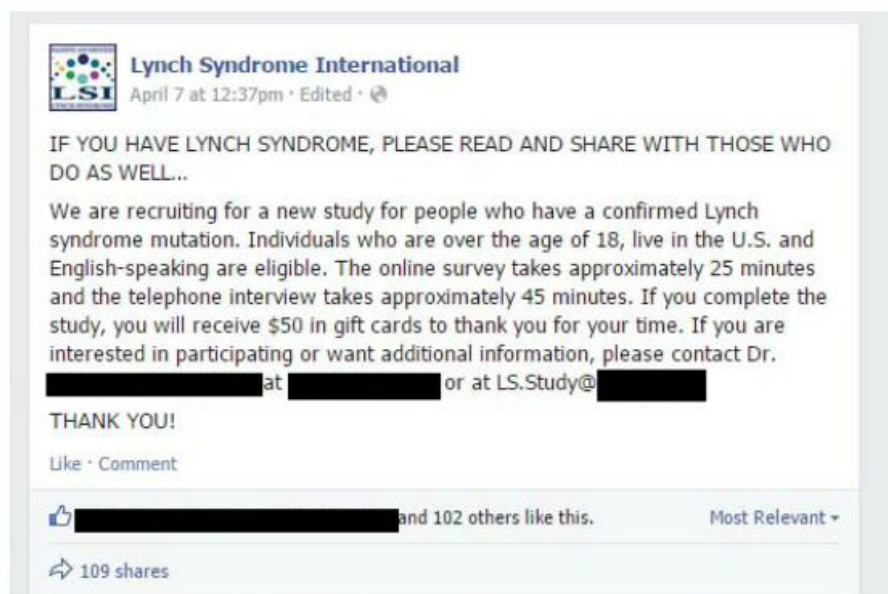 LSI
Lynch Syndrome International
April 7 at 12:37pm · Edited ·
IF YOU HAVE LYNCH SYNDROME, PLEASE READ AND SHARE WITH THOSE WHO
DO AS WELL...
We are recruiting for a new study for people who have a confirmed Lynch
syndrome mutation. Individuals who are over the age of 18, live in the U.S. and
English-speaking are eligible. The online survey takes approximately 25 minutes
and the telephone interview takes approximately 45 minutes. If you complete the
study, you will receive $50 in gift cards to thank you for your time. If you are
interested in participating or want additional information, please contact Dr.
at or at LS.Study@
THANK YOU!
Like · Comment
and 102 others like this. Most Relevant
109 shares